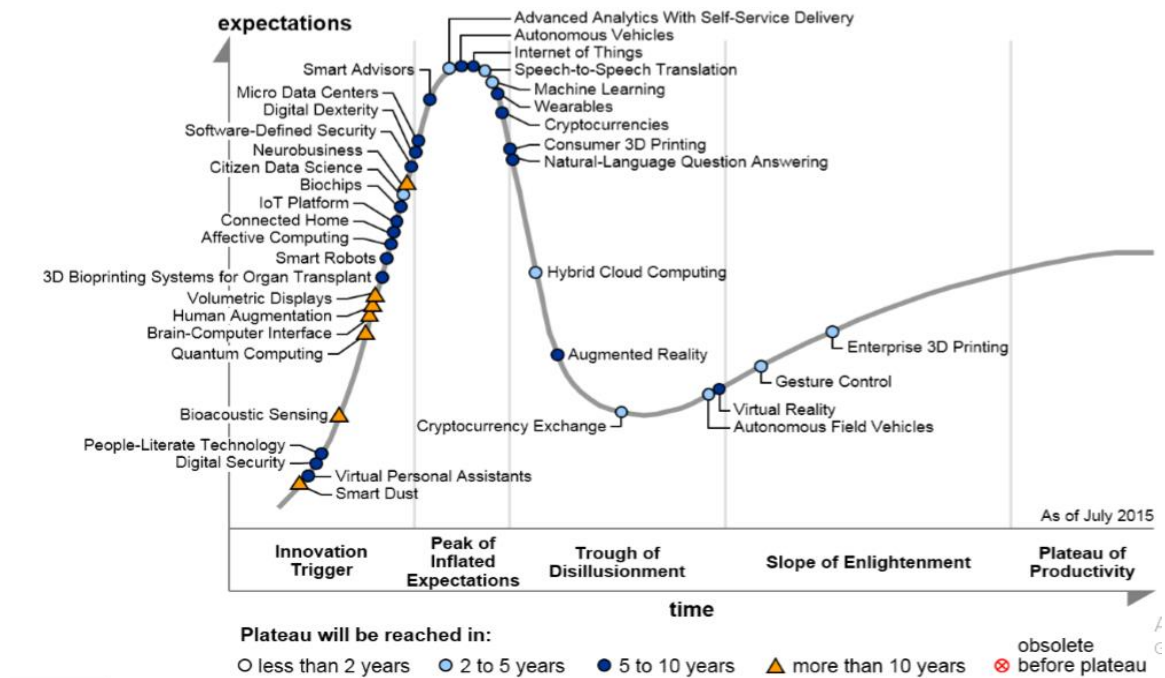 expectations
Advanced Analytics With Self-Service Delivery
Autonomous Vehicles
Internet of Things
Speech-to-Speech Translation
Machine Learning
Wearables
Cryptocurrencies
Consumer 3D Printing
Natural-Language Question Answering
Smart Advisors
Micro Data Centers
Digital Dexterity
Software-Defined Security
Neurobusiness
Citizen Data Science
Biochips
IoT Platform
Connected Home
Affective Computing
Smart Robots
3D Bioprinting Systems for Organ Transplant
Volumetric Displays
Human Augmentation
Brain-Computer Interface
Quantum Computing
Bioacoustic Sensing
People-Literate Technology
Digital Security
Virtual Personal Assistants
Smart Dust
Hybrid Cloud Computing
Augmented Reality
Cryptocurrency Exchange
Enterprise 3D Printing
Gesture Control
Virtual Reality
Autonomous Field Vehicles
As of July 2015
Innovation
Trigger
Peak of
Inflated
Expectations
Trough of
Disillusionment
Slope of Enlightenment
Plateau of
Productivity
time
Plateau will be reached in:
less than 2 years
2 to 5 years
5 to 10 years
more than 10 years
obsolete
before plateau